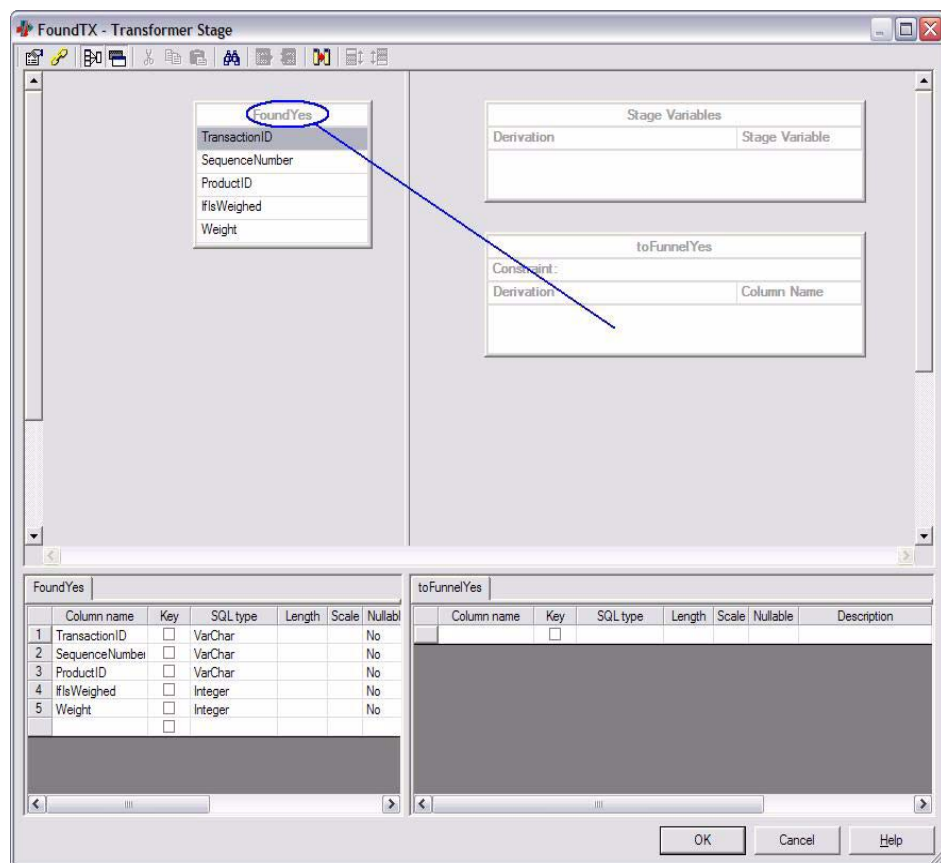 FoundTX - Transformer Stage
FoundYes
TransactionID
SequenceNumber
ProductID
IfIsWeighed
Weight
Stage Variables
Derivation Stage Variable
toFunnelYes
Constraint:
Derivation Column Name
FoundYes
Column name Key SQL type Length Scale Nullabl
1 TransactionID VarChar No
2 SequenceNumber VarChar No
3 ProductID VarChar No
4 IfIsWeighed Integer No
5 Weight Integer No
toFunnelYes
Column name Key SQL type Length Scale Nullable Description
OK Cancel Help